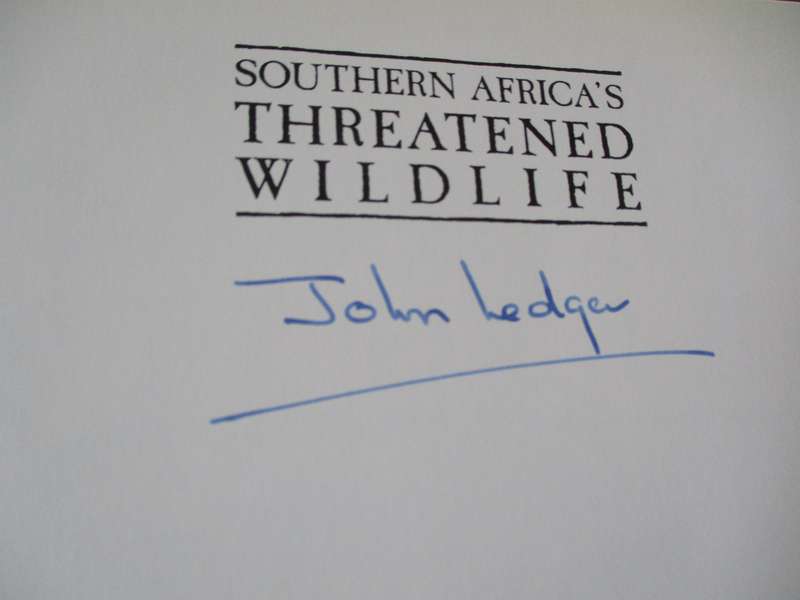 SOUTHERN AFRICA'S
THREATENED
WILDLIFE
John Ledger